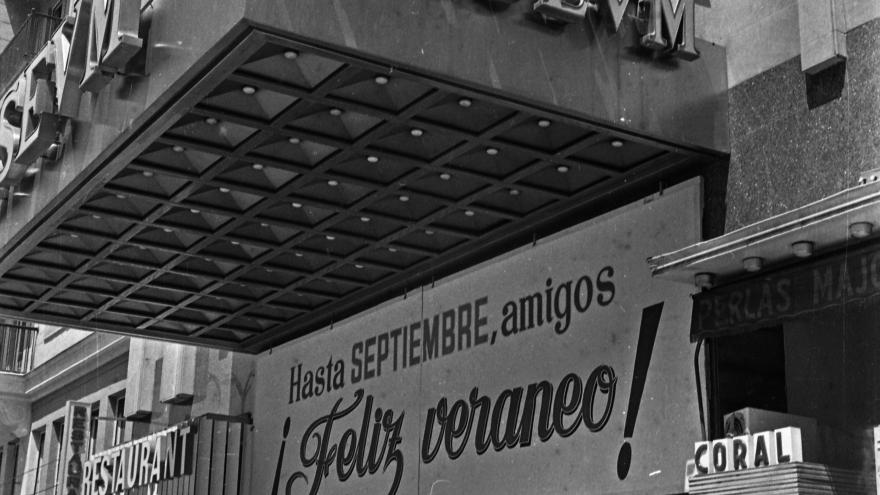 Hasta SEPTIEMBRE, amigos
¡Feliz veraneo!
RESTAURANT
PERLAS MAJO
CORAL